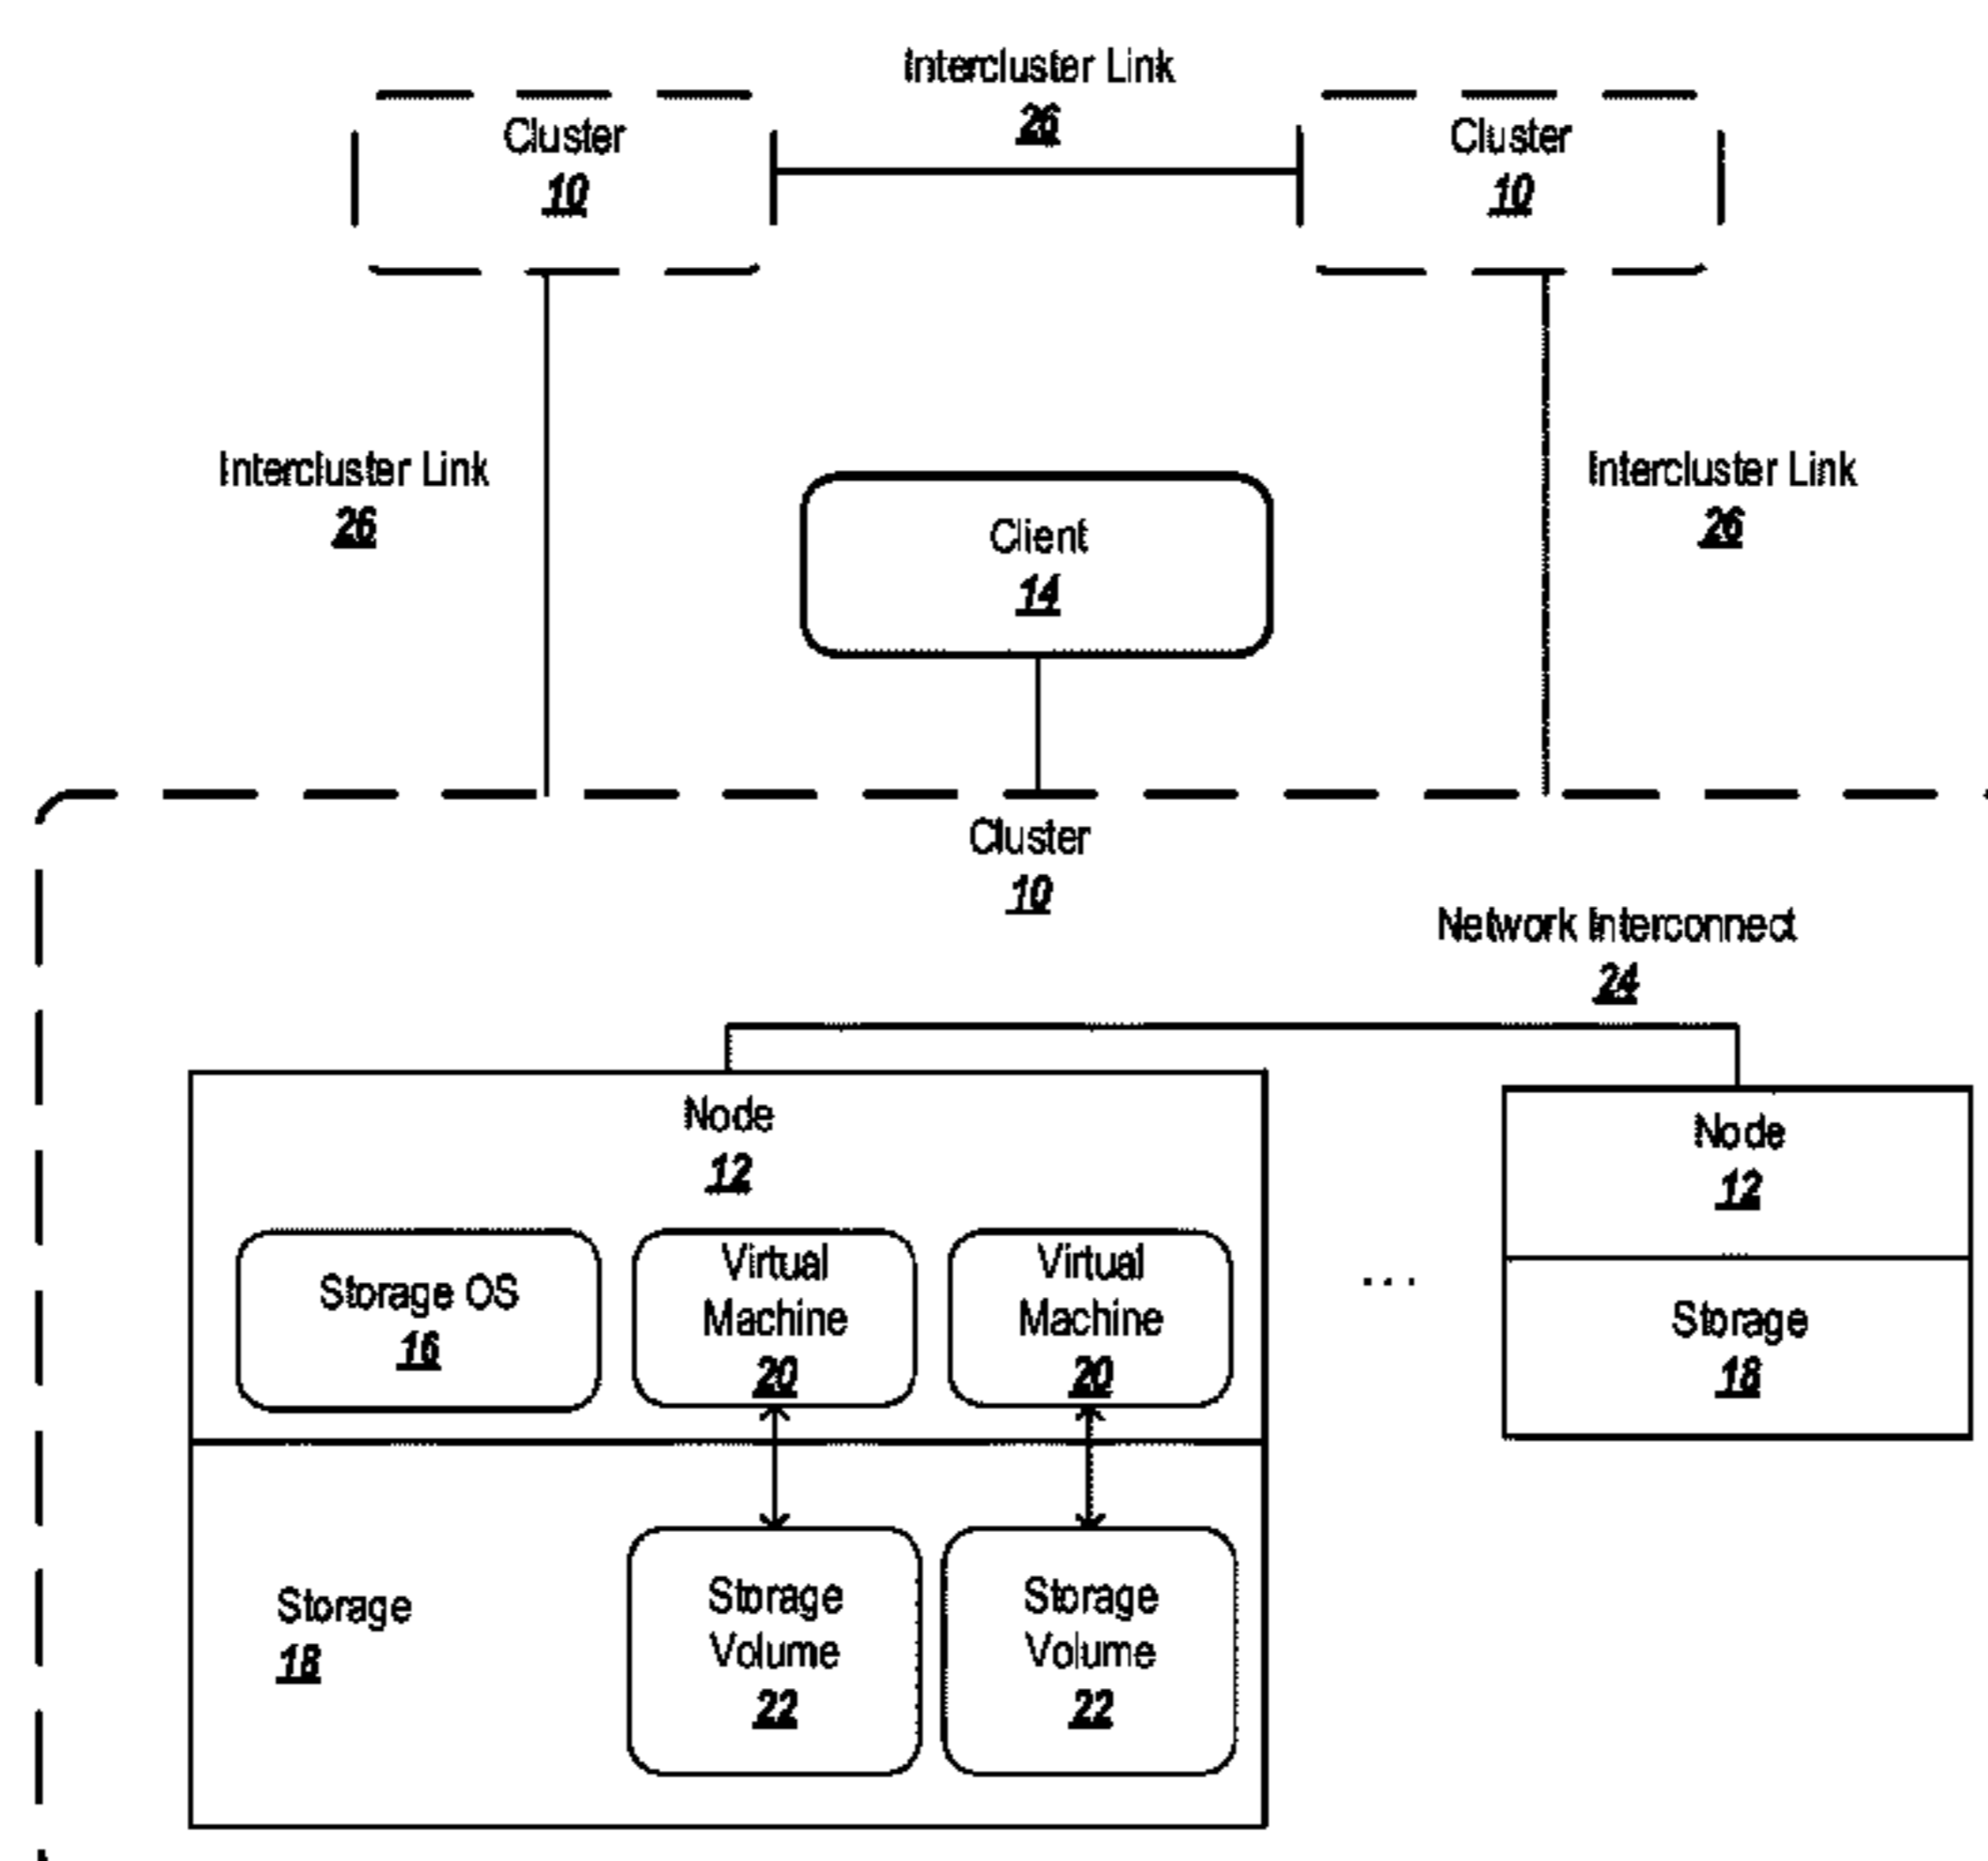 Intercluster Link
26
Cluster
10
Cluster
10
Intercluster Link
26
Client
14
Intercluster Link
26
Cluster
10
Network Interconnect
24
Node
12
Node
12
Storage OS
16
Virtual
Machine
20
Virtual
Machine
20
...
Storage
18
Storage
18
Storage
Volume
22
Storage
Volume
22